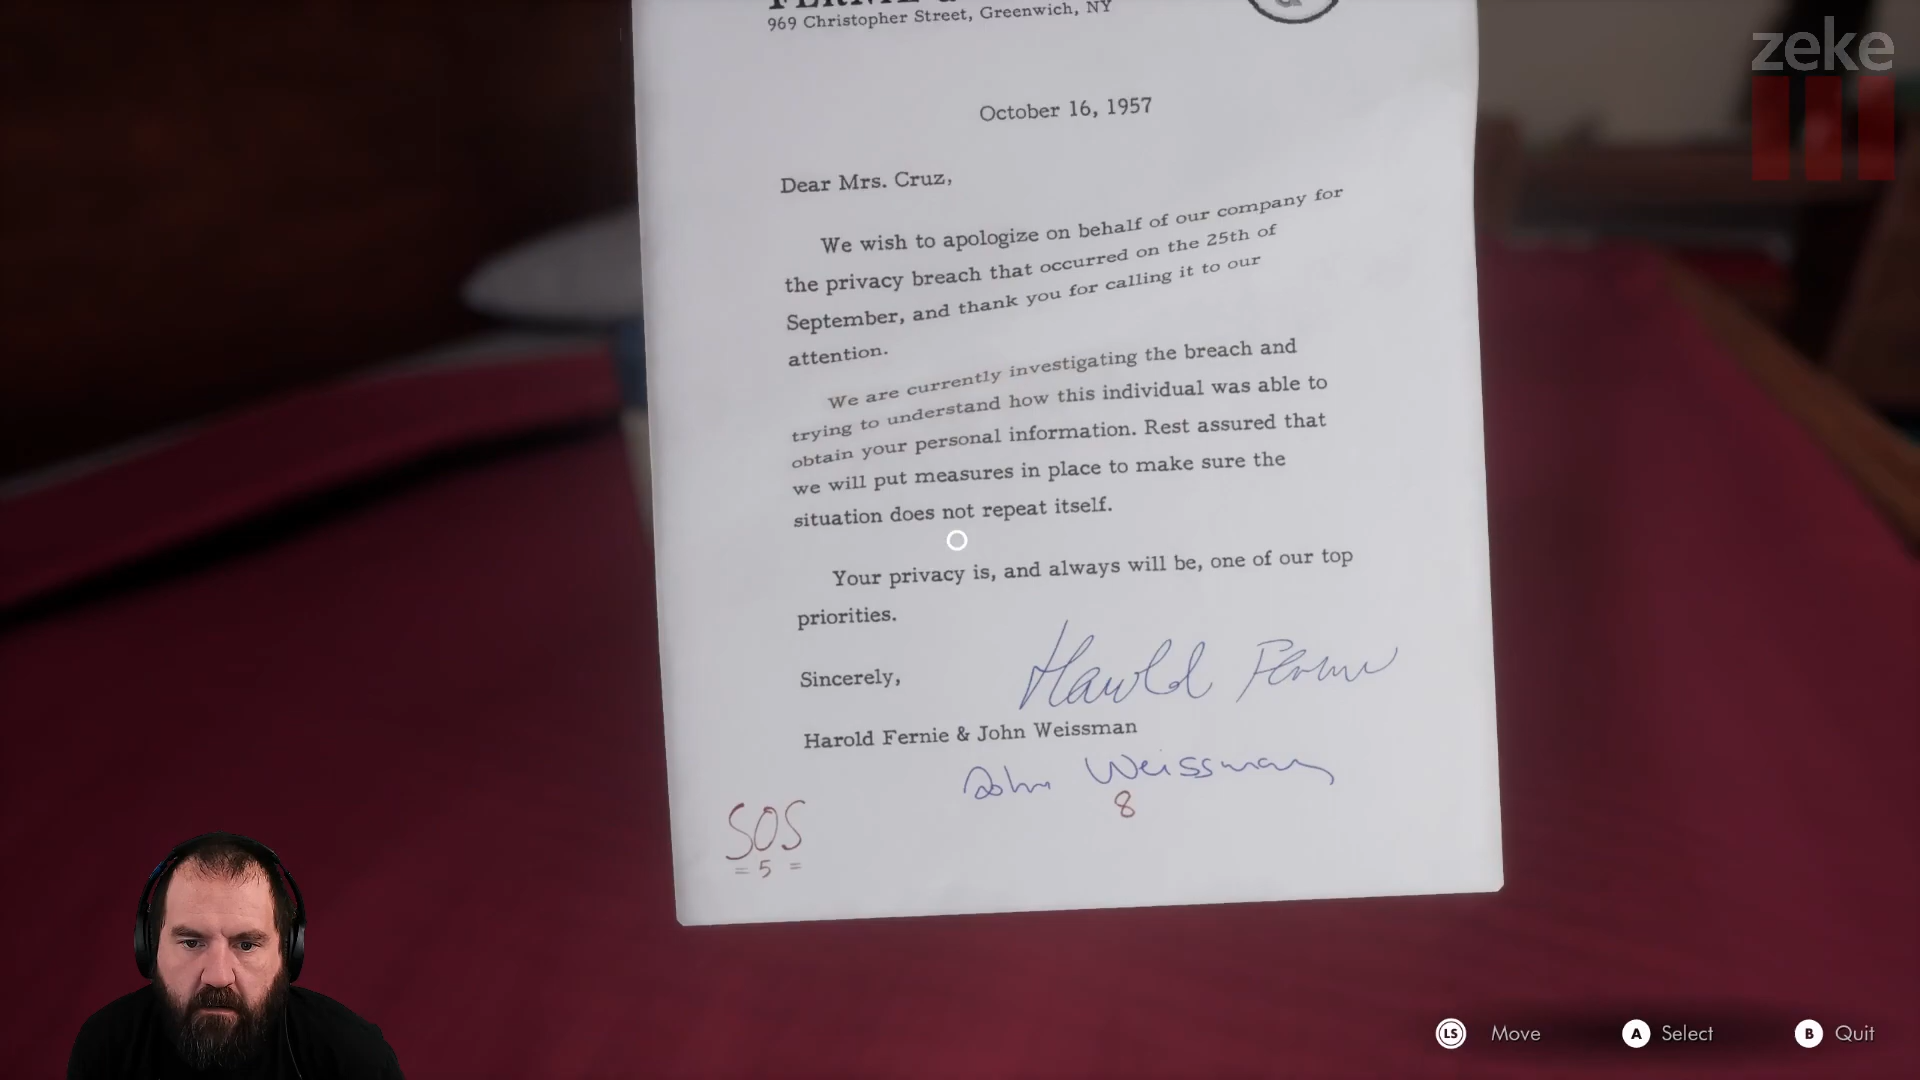 969 Christopher Street, Greenwich, NY
zeke
October 16, 1957
Dear Mrs. Cruz,
We wish to apologize on behalf of our company for
the privacy breach that occurred on the 25th of
September, and thank you for calling it to our
attention.
We are currently investigating the breach and
trying to understand how this individual was able to
obtain your personal information. Rest assured that
we will put measures in place to make sure the
situation does not repeat itself.
Your privacy is, and always will be, one of our top
priorities.
Sincerely,
Harold Fernie
Harold Fernie & John Weissman
John Weissman
8
SOS
= 5 =
LS Move
A Select
B Quit